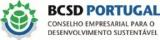 BCSD PORTUGAL
CONSELHO EMPRESARIAL PARA O
DESENVOLVIMENTO SUSTENTÁVEL